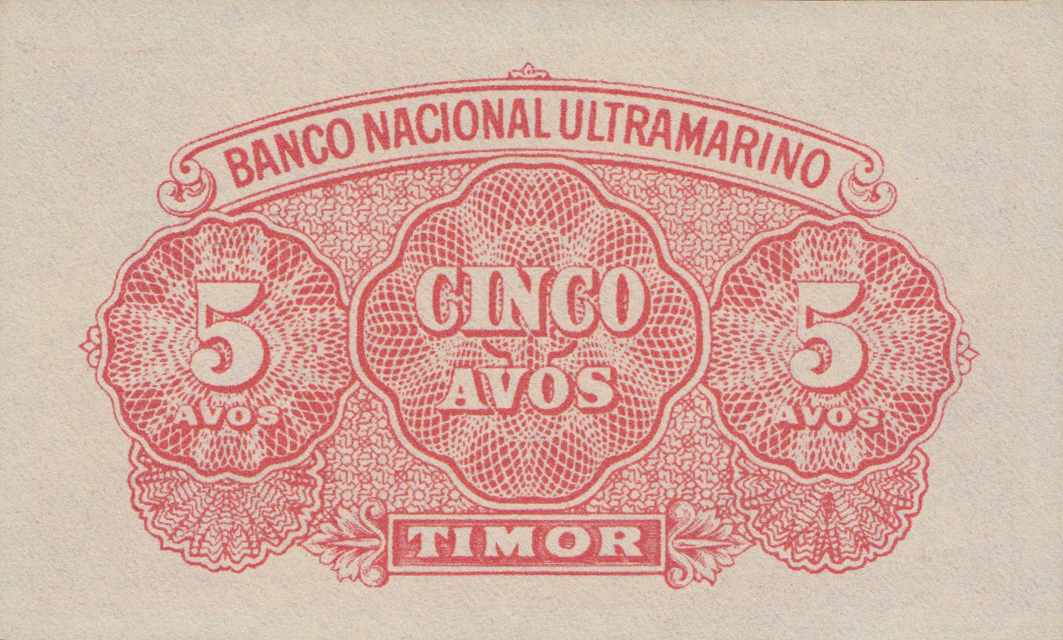 BANCO NACIONAL ULTRAMARINO
5
AVOS
CINCO
AVOS
5
AVOS
TIMOR